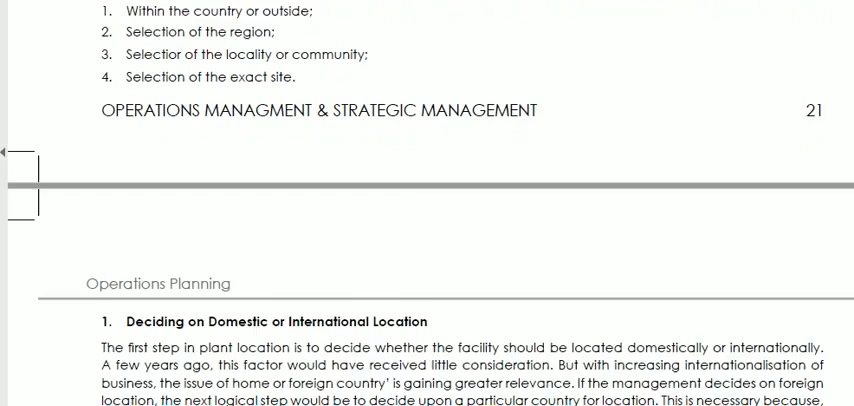 1. Within the country or outside;
2. Selection of the region;
3. Selectior of the locality or community;
4. Selection of the exact site.
OPERATIONS MANAGMENT & STRATEGIC MANAGEMENT 21
Operations Planning
1. Deciding on Domestic or International Location
The first step in plant location is to decide whether the facility should be located domestically or internationally.
A few years ago, this factor would have received little consideration. But with increasing internationalisation of
business, the issue of home or foreign country' is gaining greater relevance. If the management decides on foreign
location, the next logical step would be to decide upon a particular country for location. This is necessary because,